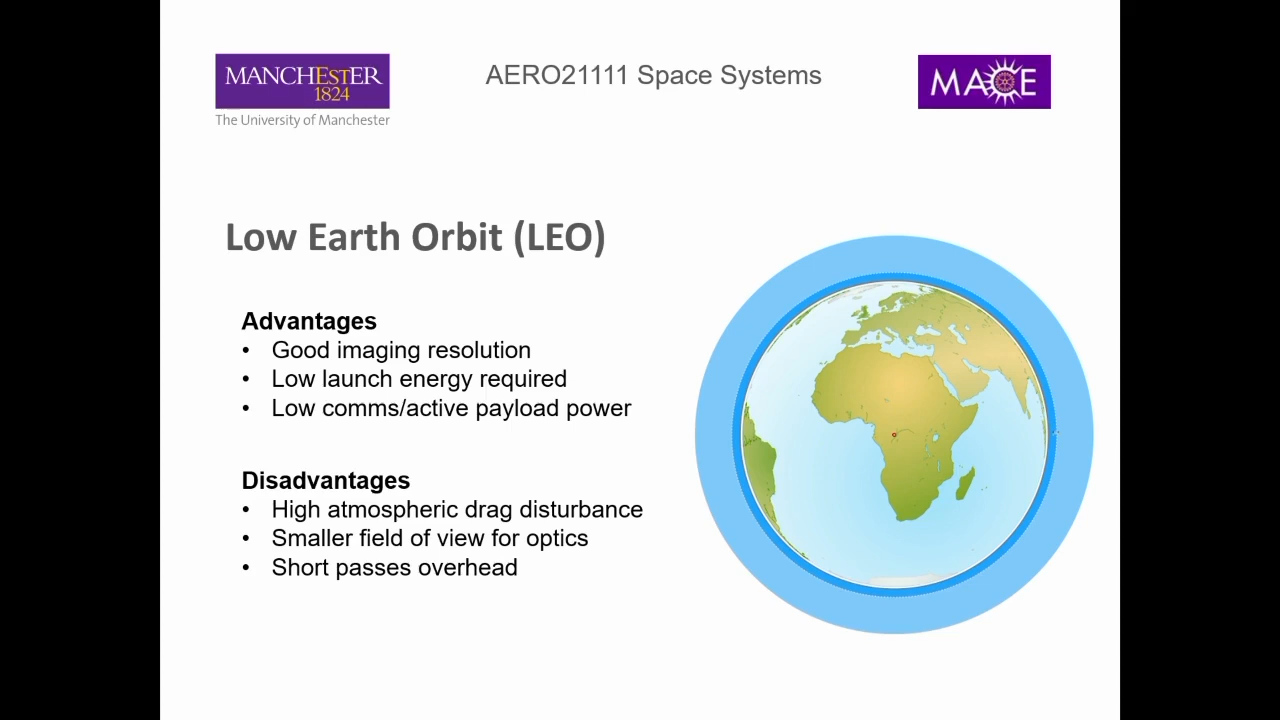 MANCHESTER
1824
The University of Manchester
AERO21111 Space Systems
MACE
Low Earth Orbit (LEO)
Advantages
• Good imaging resolution
• Low launch energy required
• Low comms/active payload power
Disadvantages
• High atmospheric drag disturbance
• Smaller field of view for optics
• Short passes overhead